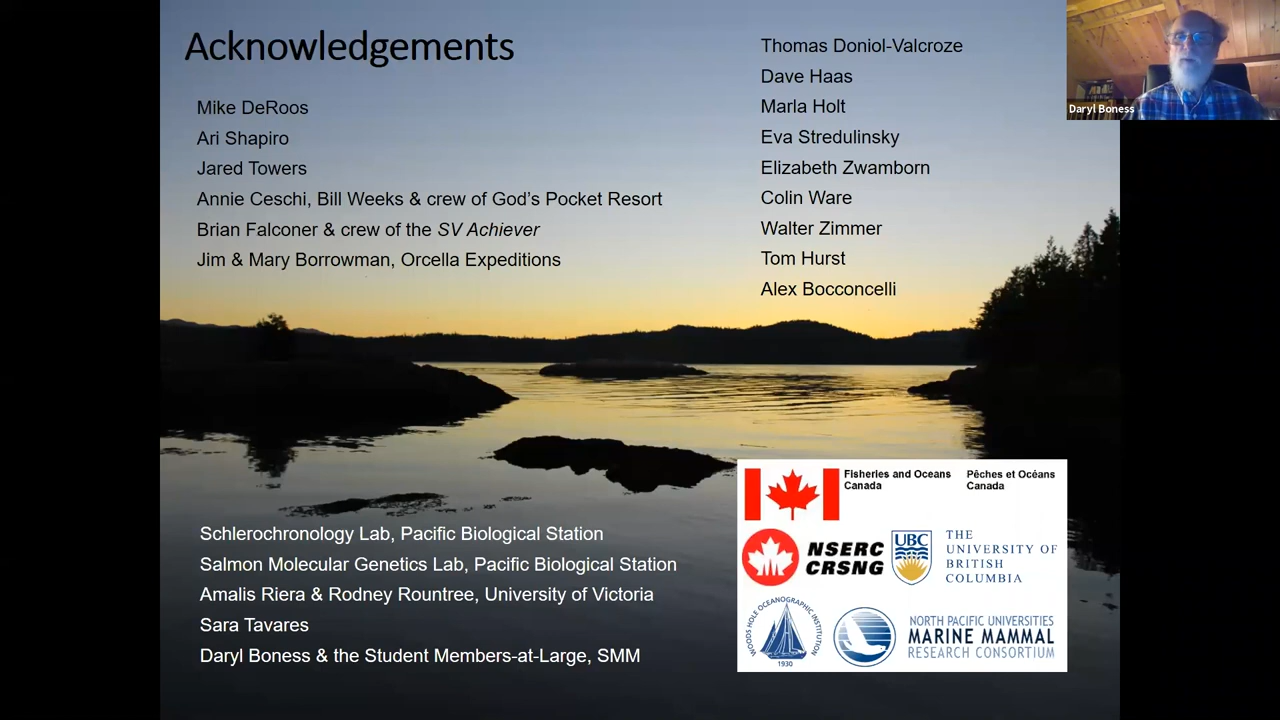 Acknowledgements
Mike DeRoos
Ari Shapiro
Jared Towers
Annie Ceschi, Bill Weeks & crew of God’s Pocket Resort
Brian Falconer & crew of the SV Achiever
Jim & Mary Borrowman, Orcella Expeditions
Thomas Doniol-Valcroze
Dave Haas
Marla Holt
Eva Stredulinsky
Elizabeth Zwamborn
Colin Ware
Walter Zimmer
Tom Hurst
Alex Bocconcelli
Daryl Boness
Schlerochronology Lab, Pacific Biological Station
Salmon Molecular Genetics Lab, Pacific Biological Station
Amalis Riera & Rodney Rountree, University of Victoria
Sara Tavares
Daryl Boness & the Student Members-at-Large, SMM
Fisheries and Oceans
Canada
Pêches et Océans
Canada
NSERC
CRSNG
UBC
THE
UNIVERSITY OF
BRITISH
COLUMBIA
WOODS HOLE OCEANOGRAPHIC INSTITUTION
1930
NORTH PACIFIC UNIVERSITIES
MARINE MAMMAL
RESEARCH CONSORTIUM